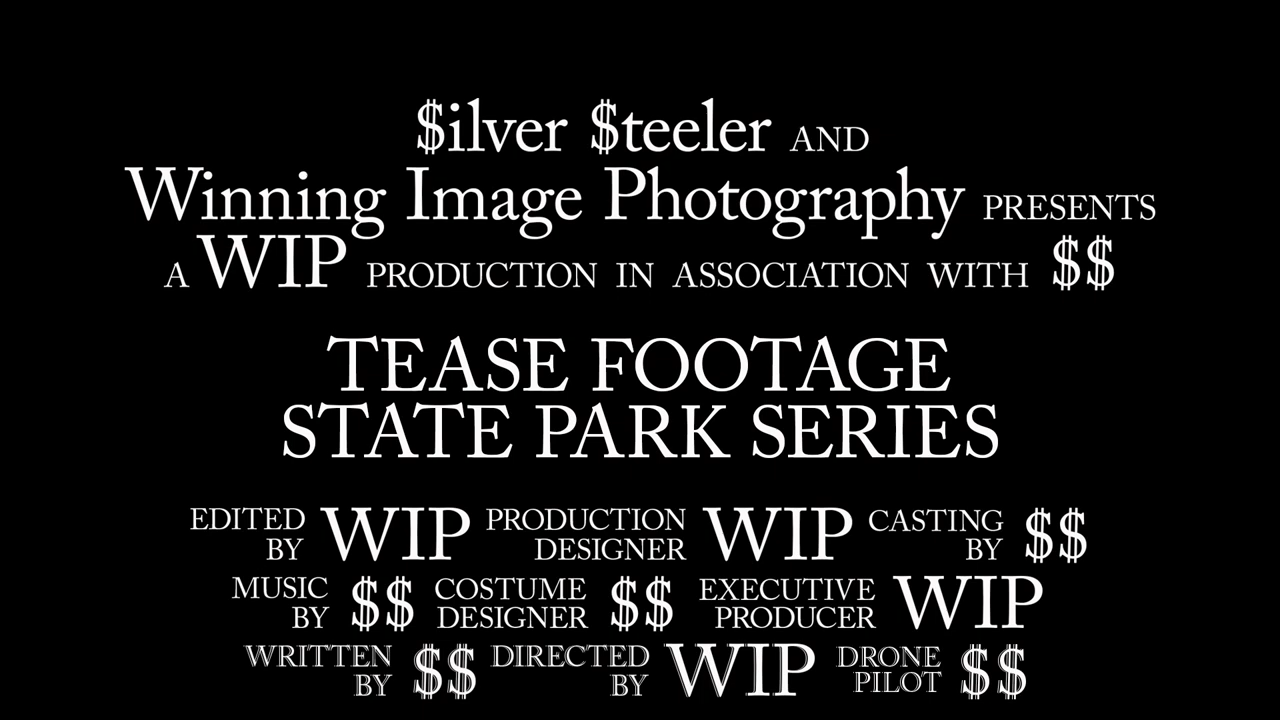 $ilver $teeler AND
Winning Image Photography PRESENTS
A WIP PRODUCTION IN ASSOCIATION WITH $$
TEASE FOOTAGE
STATE PARK SERIES
EDITED BY WIP PRODUCTION DESIGNER WIP CASTING BY $$
MUSIC BY $$ COSTUME DESIGNER $$ EXECUTIVE PRODUCER WIP
WRITTEN BY $$ DIRECTED BY WIP DRONE PILOT $$